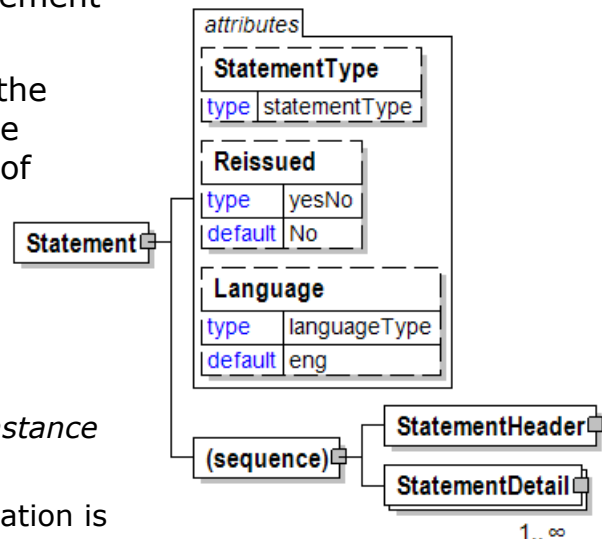 ement
the
e
of
nstance
ation is
attributes
StatementType
type statementType
Reissued
type yesNo
default No
Language
type languageType
default eng
Statement
(sequence)
StatementHeader
StatementDetail
1..∞